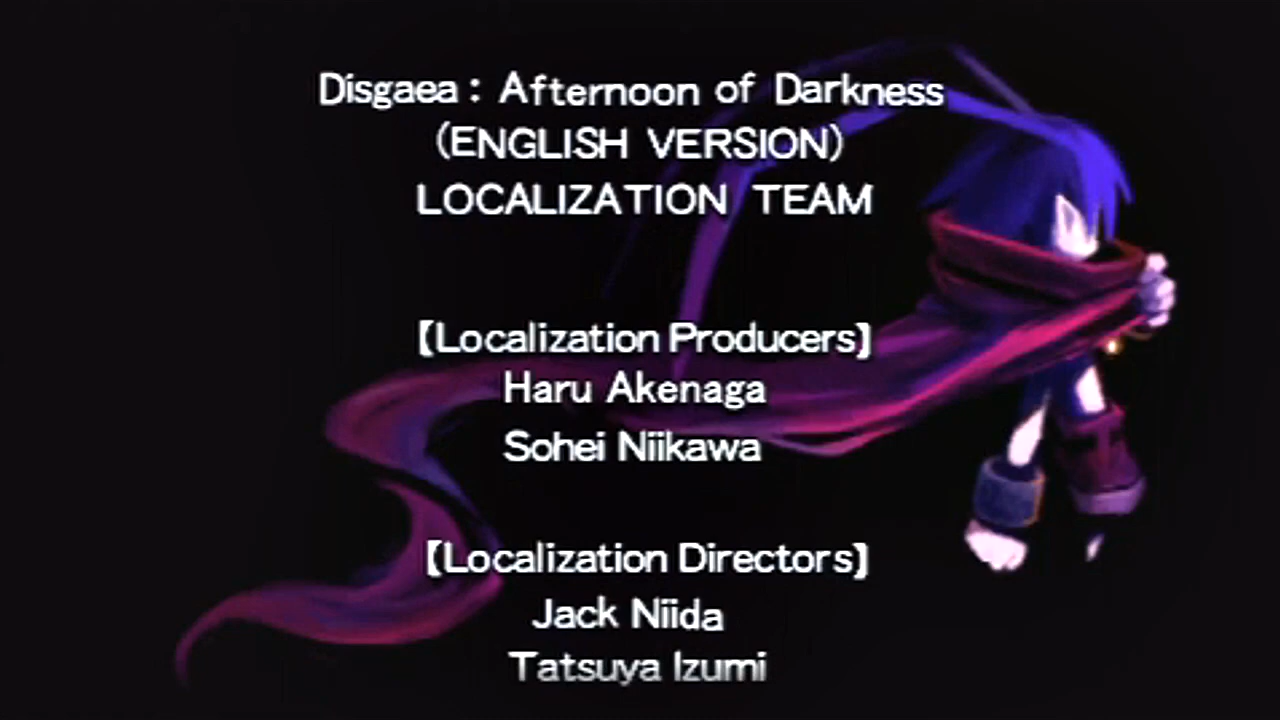 Disgaea : Afternoon of Darkness
(ENGLISH VERSION)
LOCALIZATION TEAM
【Localization Producers】
Haru Akenaga
Sohei Niikawa
【Localization Directors】
Jack Niida
Tatsuya Izumi